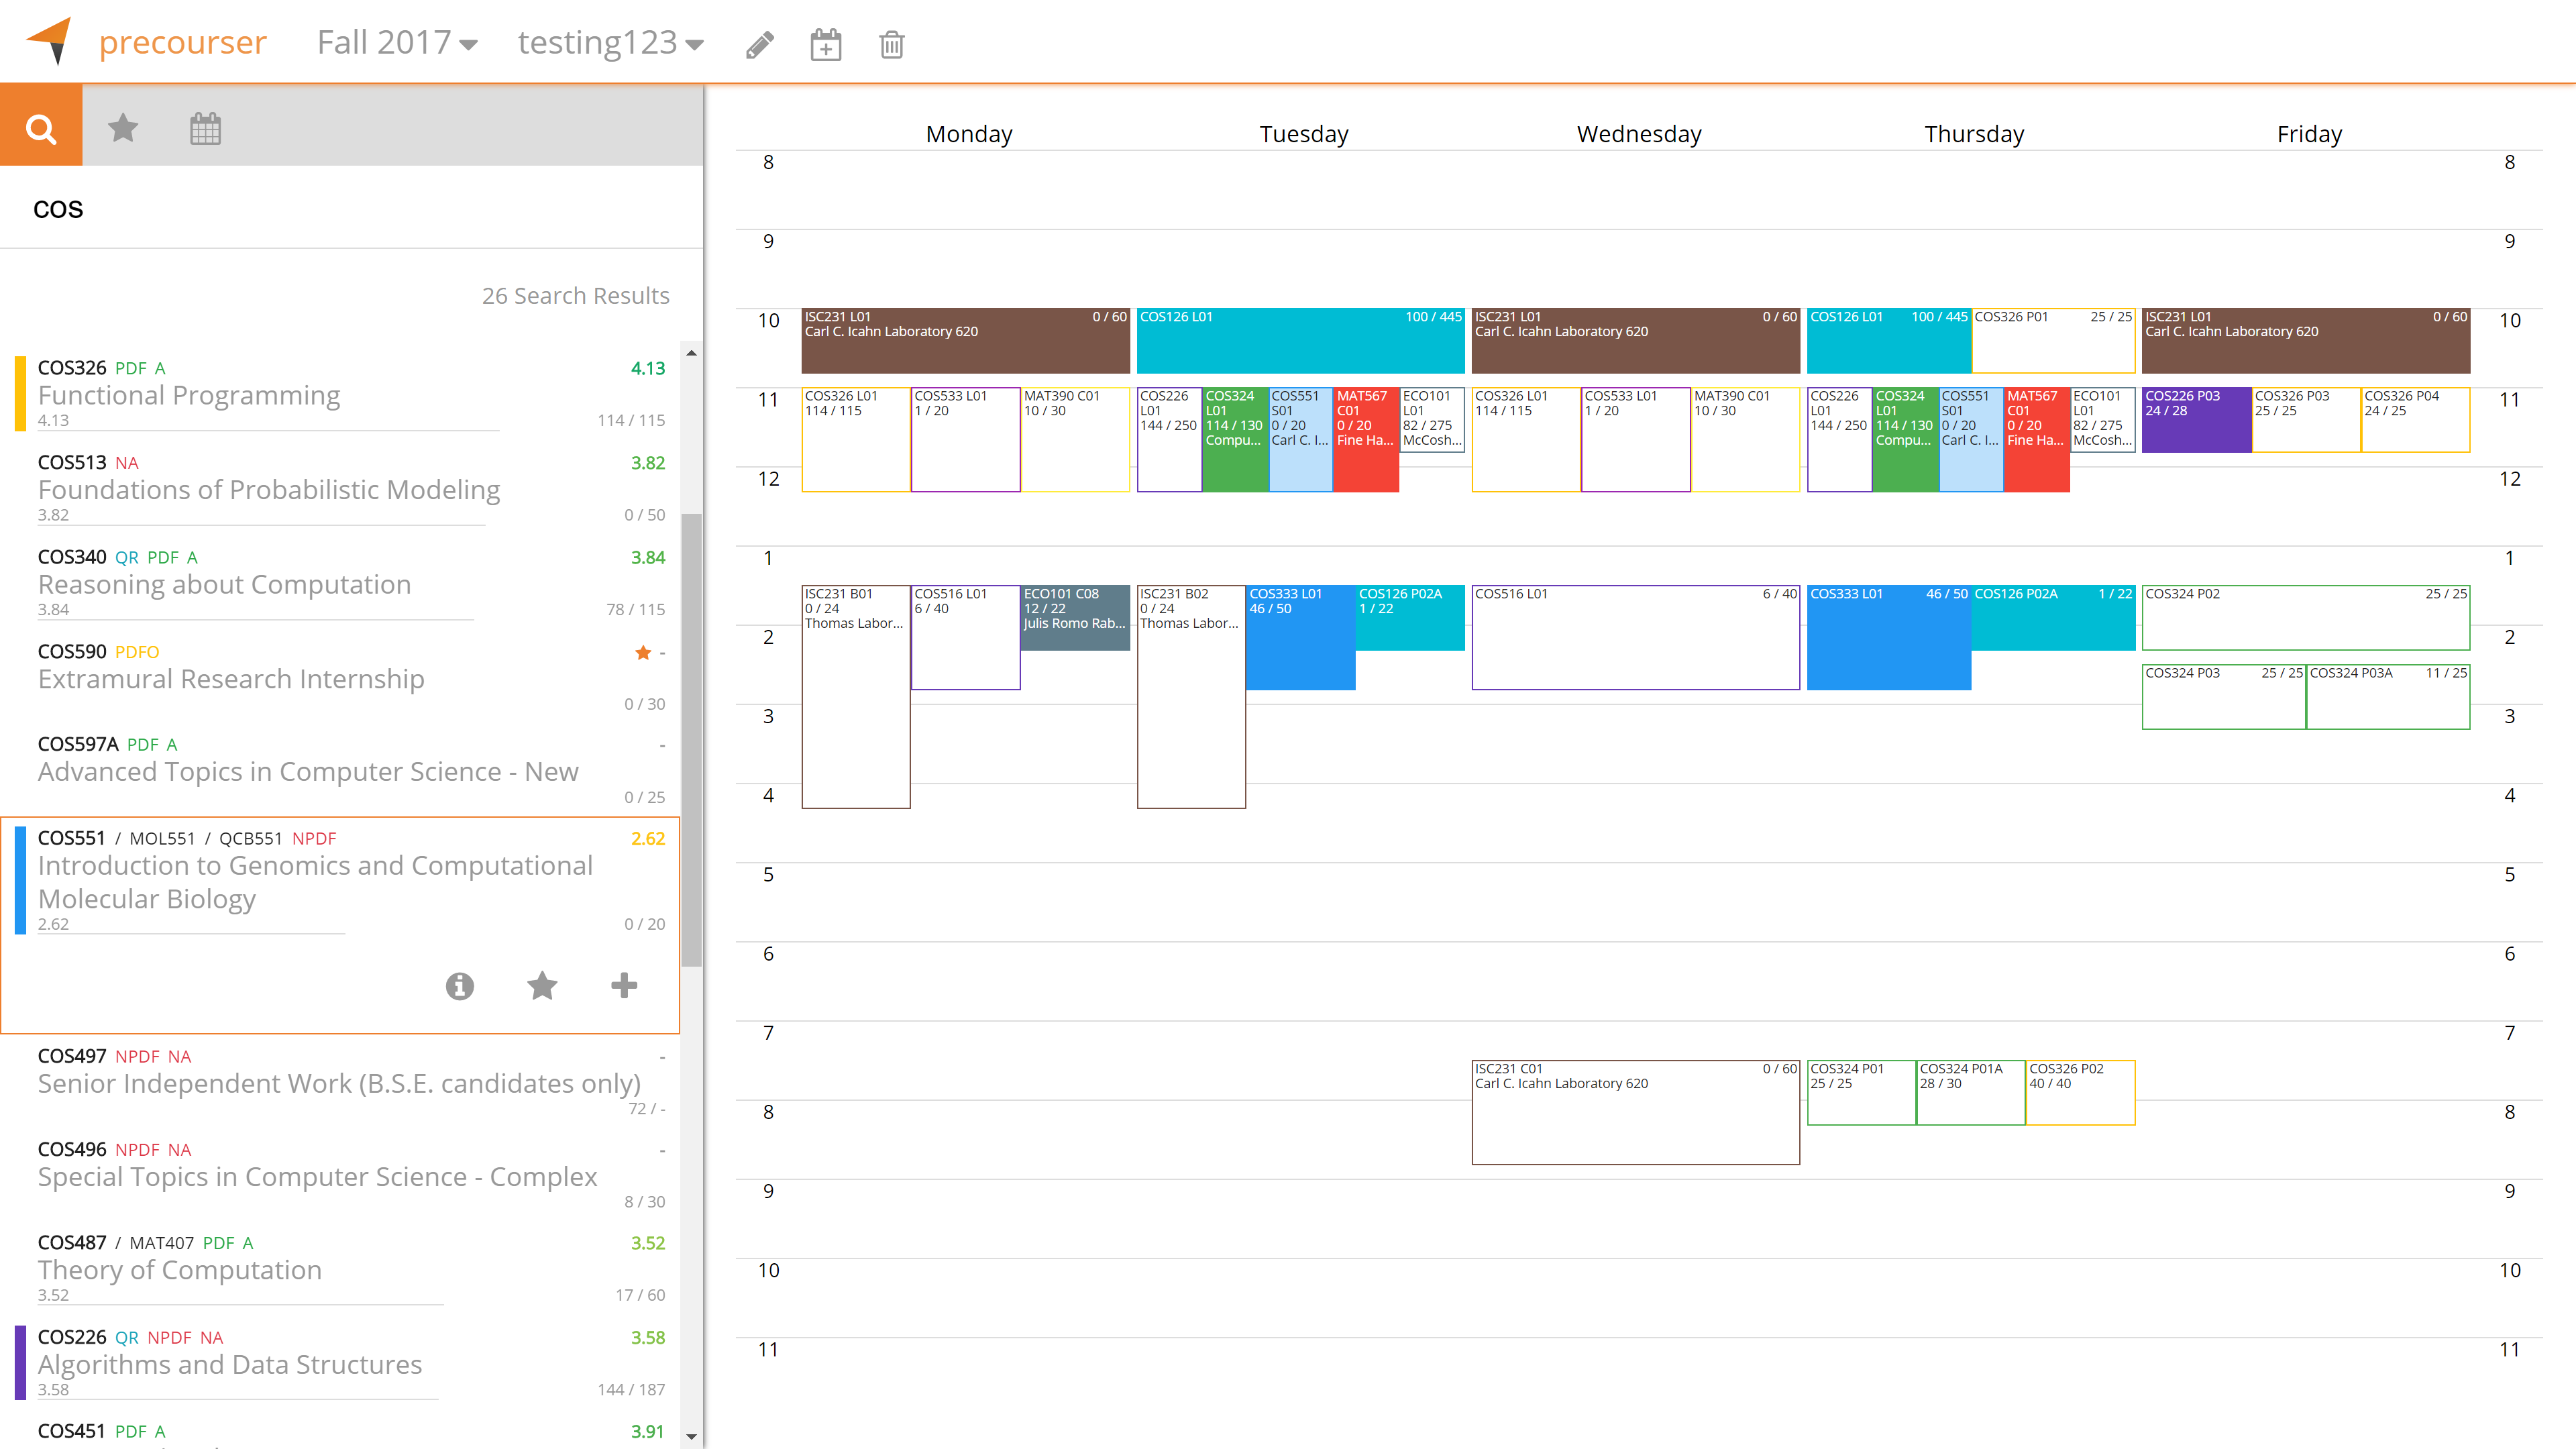 precourser Fall 2017 testing123
COS
26 Search Results
COS326 PDF A 4.13
Functional Programming
4.13 114 / 115
COS513 NA 3.82
Foundations of Probabilistic Modeling
3.82 0 / 50
COS340 QR PDF A 3.84
Reasoning about Computation
3.84 78 / 115
COS590 PDFO -
Extramural Research Internship
0 / 30
COS597A PDF A -
Advanced Topics in Computer Science - New
0 / 25
COS551 / MOL551 / QCB551 NPDF 2.62
Introduction to Genomics and Computational
Molecular Biology
2.62 0 / 20
COS497 NPDF NA -
Senior Independent Work (B.S.E. candidates only)
72 / -
COS496 NPDF NA -
Special Topics in Computer Science - Complex
8 / 30
COS487 / MAT407 PDF A 3.52
Theory of Computation
3.52 17 / 60
COS226 QR NPDF NA 3.58
Algorithms and Data Structures
3.58 144 / 187
COS451 PDF A 3.91
Monday Tuesday Wednesday Thursday Friday
8 8
9 9
10 10
ISC231 L01 0 / 60
Carl C. Icahn Laboratory 620
COS126 L01 100 / 445
ISC231 L01 0 / 60
Carl C. Icahn Laboratory 620
COS126 L01 100 / 445
COS326 P01 25 / 25
ISC231 L01 0 / 60
Carl C. Icahn Laboratory 620
11 11
COS326 L01
114 / 115
COS533 L01
1 / 20
MAT390 C01
10 / 30
COS226
L01
144 / 250
COS324
L01
114 / 130
Compu...
COS551
S01
0 / 20
Carl C. I...
MAT567
C01
0 / 20
Fine Ha...
ECO101
L01
82 / 275
McCosh...
COS326 L01
114 / 115
COS533 L01
1 / 20
MAT390 C01
10 / 30
COS226
L01
144 / 250
COS324
L01
114 / 130
Compu...
COS551
S01
0 / 20
Carl C. I...
MAT567
C01
0 / 20
Fine Ha...
ECO101
L01
82 / 275
McCosh...
COS226 P03
24 / 28
COS326 P03
25 / 25
COS326 P04
24 / 25
12 12
1 1
ISC231 B01
0 / 24
Thomas Labor...
COS516 L01
6 / 40
ECO101 C08
12 / 22
Julis Romo Rab...
ISC231 B02
0 / 24
Thomas Labor...
COS333 L01
46 / 50
COS126 P02A
1 / 22
COS516 L01 6 / 40
COS333 L01 46 / 50
COS126 P02A 1 / 22
COS324 P02 25 / 25
2 2
COS324 P03 25 / 25
COS324 P03A 11 / 25
3 3
4 4
5 5
6 6
7 7
ISC231 C01 0 / 60
Carl C. Icahn Laboratory 620
COS324 P01
25 / 25
COS324 P01A
28 / 30
COS326 P02
40 / 40
8 8
9 9
10 10
11 11